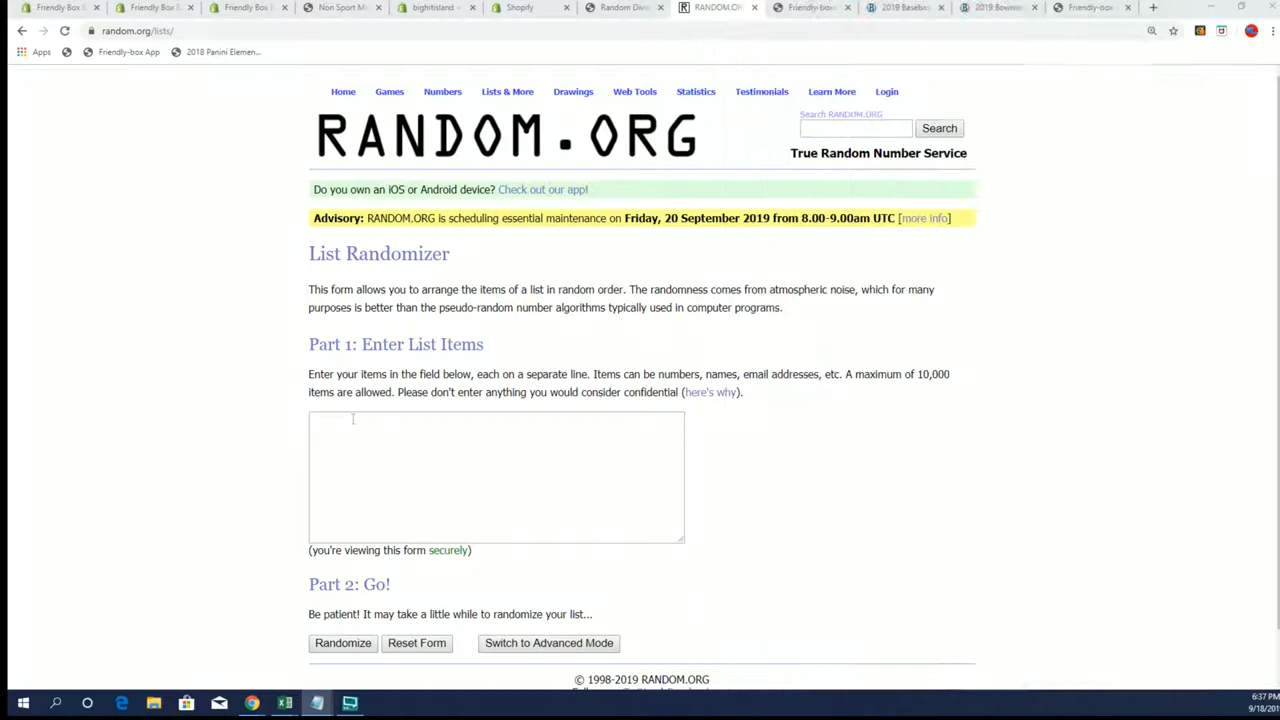 Friendly Box B
Friendly Box B
Friendly Box B
Non Sport M
bighitisland
Shopify
Random Divi
RANDOM.OR
Friendly-box
2019 Baseba
2019 Bowma
Friendly-box
random.org/lists/
Apps
Friendly-box App
2018 Panini Elemen...
Home Games Numbers Lists & More Drawings Web Tools Statistics Testimonials Learn More Login
RANDOM.ORG
Search RANDOM.ORG
Search
True Random Number Service
Do you own an iOS or Android device? Check out our app!
Advisory: RANDOM.ORG is scheduling essential maintenance on Friday, 20 September 2019 from 8.00-9.00am UTC [more info]
List Randomizer
This form allows you to arrange the items of a list in random order. The randomness comes from atmospheric noise, which for many
purposes is better than the pseudo-random number algorithms typically used in computer programs.
Part 1: Enter List Items
Enter your items in the field below, each on a separate line. Items can be numbers, names, email addresses, etc. A maximum of 10,000
items are allowed. Please don't enter anything you would consider confidential (here's why).
(you're viewing this form securely)
Part 2: Go!
Be patient! It may take a little while to randomize your list...
Randomize Reset Form Switch to Advanced Mode
© 1998-2019 RANDOM.ORG
6:37 PM
9/18/201